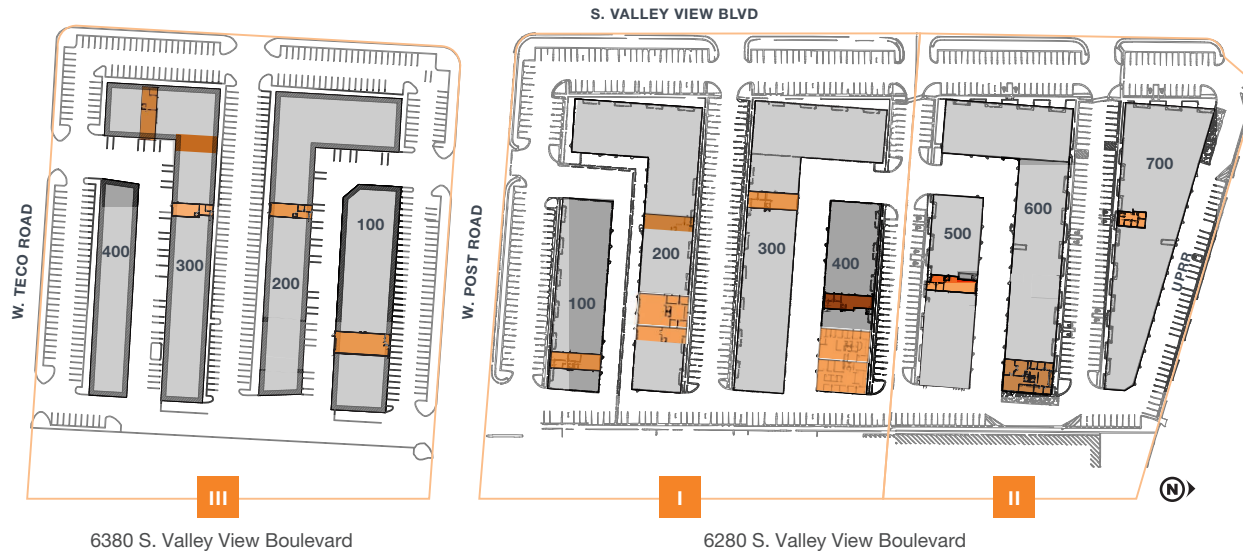 S. VALLEY VIEW BLVD
W. TECO ROAD
400
300
200
100
W. POST ROAD
100
200
300
400
500
600
700
UPRR
III
I
II
N
6380 S. Valley View Boulevard
6280 S. Valley View Boulevard